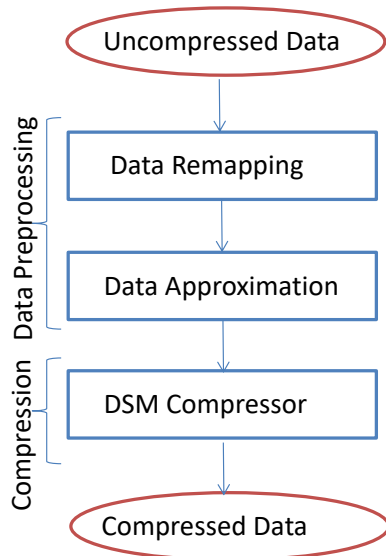 Uncompressed Data
Data Preprocessing
Data Remapping
Data Approximation
Compression
DSM Compressor
Compressed Data